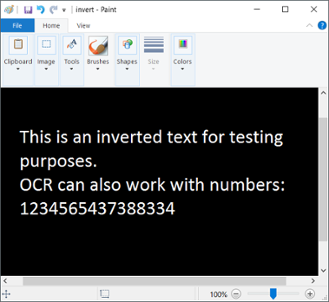 invert - Paint
File Home View
Clipboard Image Tools Brushes Shapes Size Colors
This is an inverted text for testing
purposes.
OCR can also work with numbers:
1234565437388334
100%